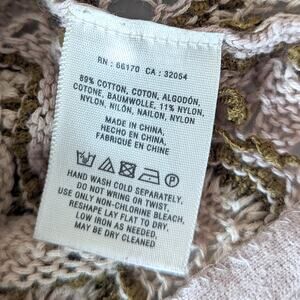 RN : 66170 CA : 32054
89% COTTON, COTON, ALGODÓN,
COTONE, BAUMWOLLE, 11% NYLON,
NYLON, NILÓN, NAILON, NYLON
NYLON
MADE IN CHINA,
HECHO EN CHINA,
FABRIQUÉ EN CHINE
HAND WASH COLD SEPARATELY.
DO NOT WRING OR TWIST.
USE ONLY NON-CHLORINE BLEACH,
RESHAPE LAY FLAT TO DRY.
LOW IRON AS NEEDED.
MAY BE DRY CLEANED